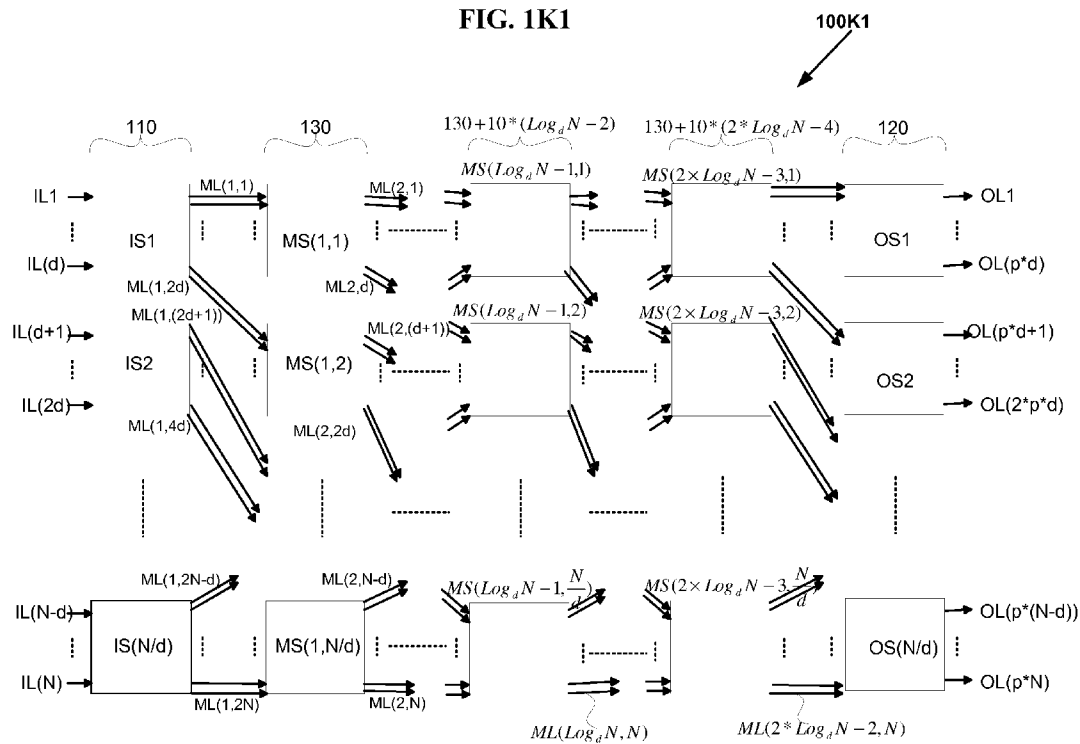 FIG. 1K1
100K1
110
130
130+10*(Log_d N−2)
130+10*(2*Log_d N−4)
120
MS(Log_d N−1,1)
MS(2×Log_d N−3,1)
IL1
ML(1,1)
ML(2,1)
OL1
IS1
MS(1,1)
OS1
IL(d)
ML(1,2d)
ML2,d)
OL(p*d)
ML(1,(2d+1))
ML(2,(d+1))
MS(Log_d N−1,2)
MS(2×Log_d N−3,2)
IL(d+1)
OL(p*d+1)
IS2
MS(1,2)
OS2
IL(2d)
ML(1,4d)
ML(2,2d)
OL(2*p*d)
ML(1,2N-d)
ML(2,N-d)
MS(Log_d N−1,N/d)
MS(2×Log_d N−3,N/d)
IL(N-d)
OL(p*(N-d))
IS(N/d)
MS(1,N/d)
OS(N/d)
IL(N)
ML(1,2N)
ML(2,N)
OL(p*N)
ML(Log_d N,N)
ML(2*Log_d N−2,N)